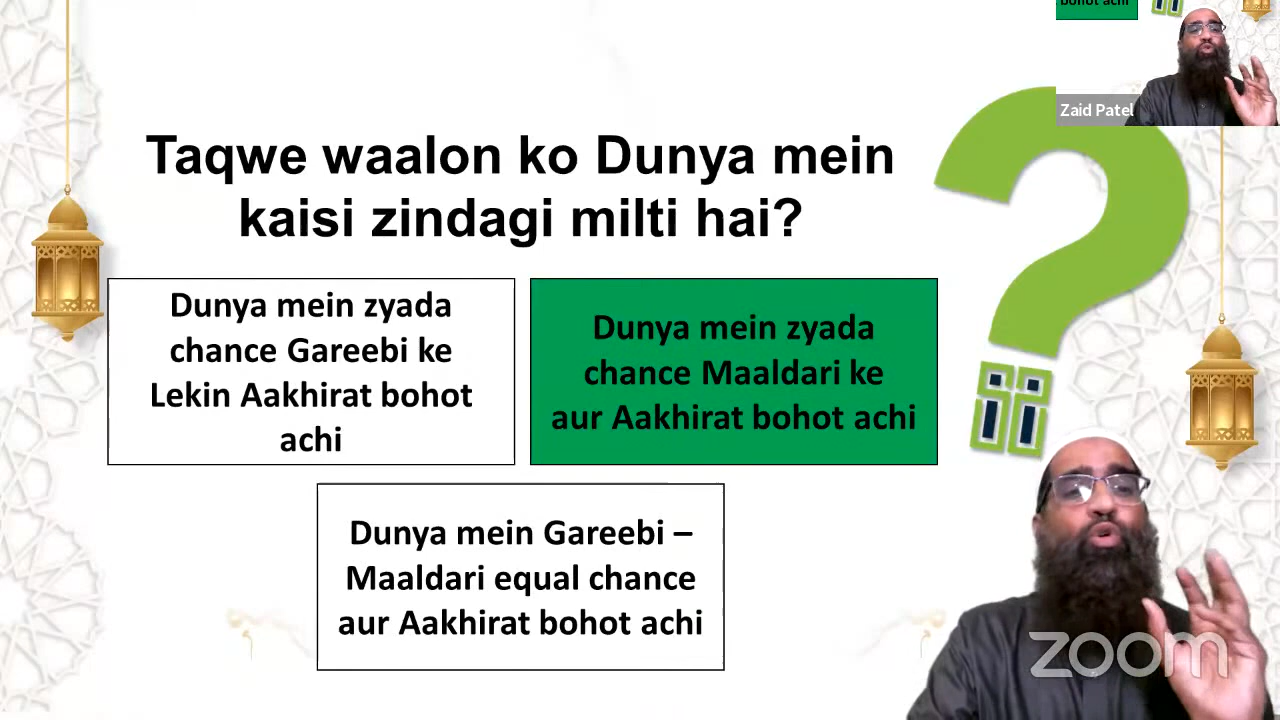 bohot achi
Zaid Patel
Taqwe waalon ko Dunya mein
kaisi zindagi milti hai?
Dunya mein zyada
chance Gareebi ke
Lekin Aakhirat bohot
achi
Dunya mein zyada
chance Maaldari ke
aur Aakhirat bohot achi
Dunya mein Gareebi –
Maaldari equal chance
aur Aakhirat bohot achi
zoom